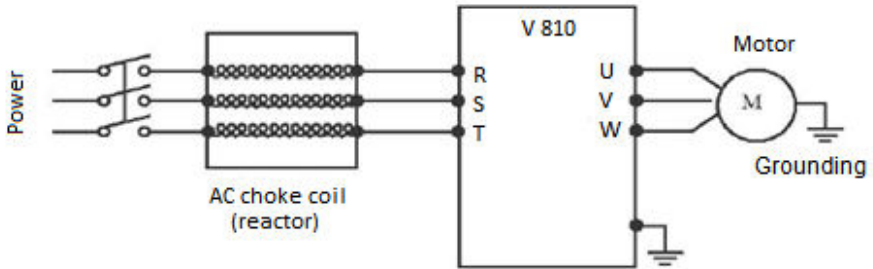 Power
AC choke coil
(reactor)
V 810
R
S
T
U
V
W
Motor
M
Grounding